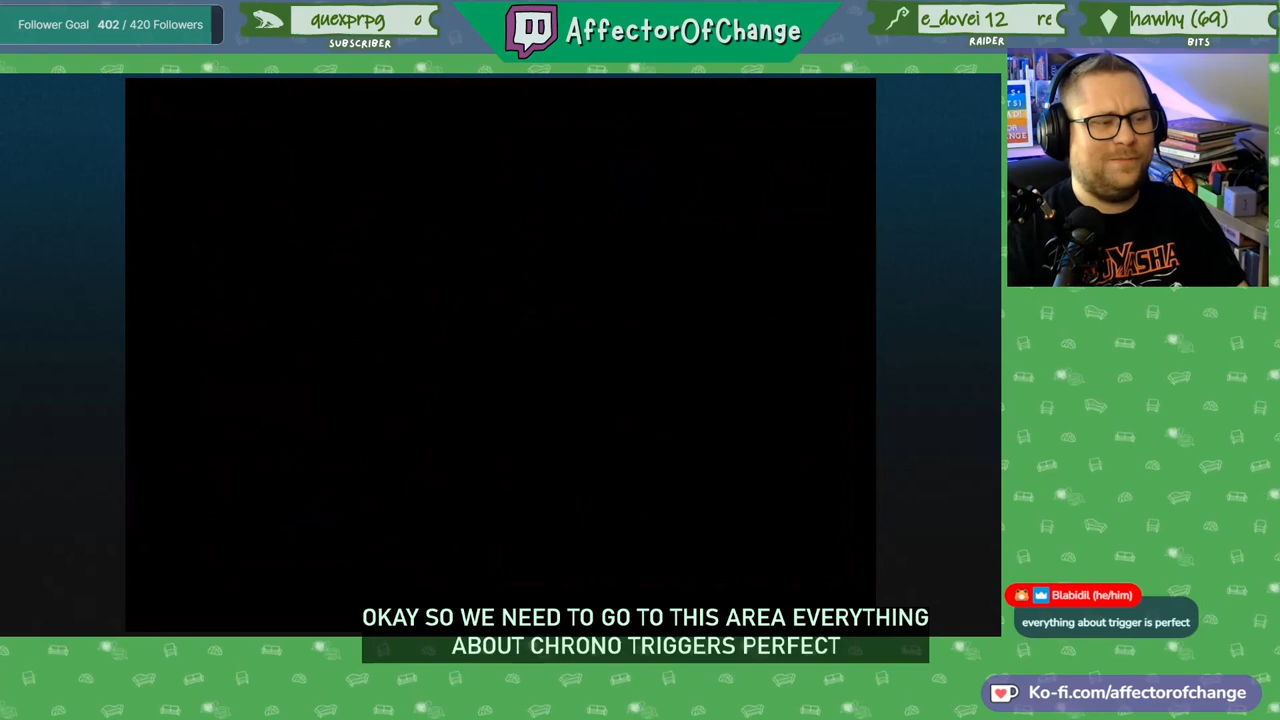 Follower Goal 402 / 420 Followers
quexprpg
SUBSCRIBER
AffectorOfChange
e_dovei 12 re
RAIDER
hawhy (69)
BITS
YASHA
OKAY SO WE NEED TO GO TO THIS AREA EVERYTHING
ABOUT CHRONO TRIGGERS PERFECT
Blabidil (he/him)
everything about trigger is perfect
Ko-fi.com/affectorofchange